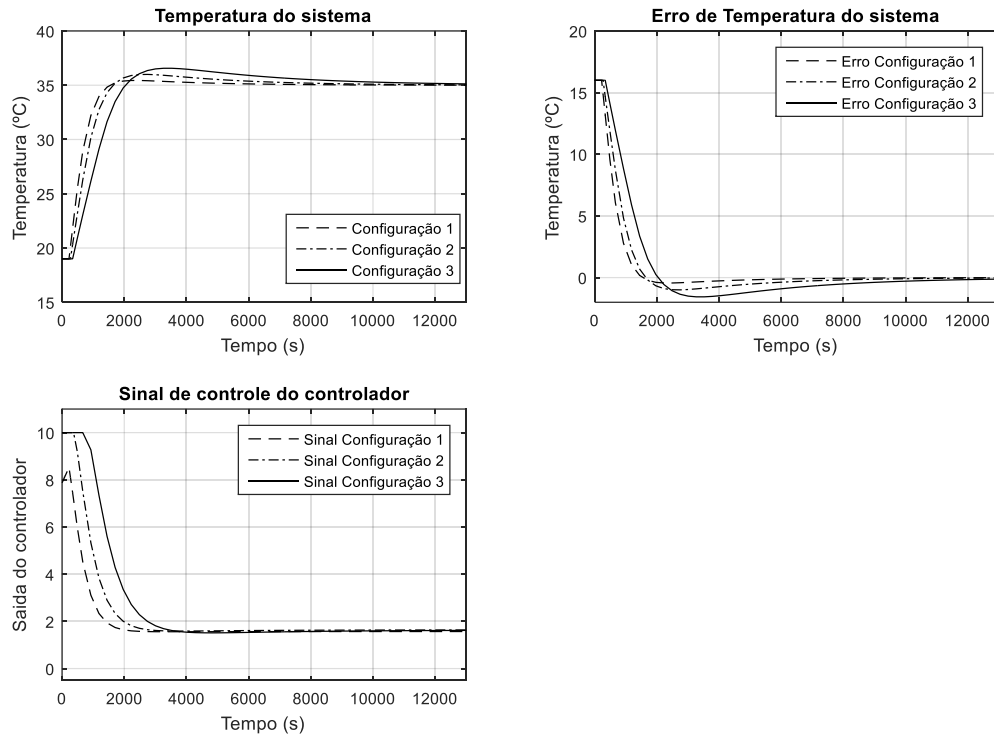 Temperatura do sistema
40
35
30
25
20
15
Temperatura (ºC)
Configuração 1
Configuração 2
Configuração 3
0 2000 4000 6000 8000 10000 12000
Tempo (s)
Erro de Temperatura do sistema
20
15
10
5
0
Temperatura (ºC)
Erro Configuração 1
Erro Configuração 2
Erro Configuração 3
0 2000 4000 6000 8000 10000 12000
Tempo (s)
Sinal de controle do controlador
10
8
6
4
2
0
Saida do controlador
Sinal Configuração 1
Sinal Configuração 2
Sinal Configuração 3
0 2000 4000 6000 8000 10000 12000
Tempo (s)